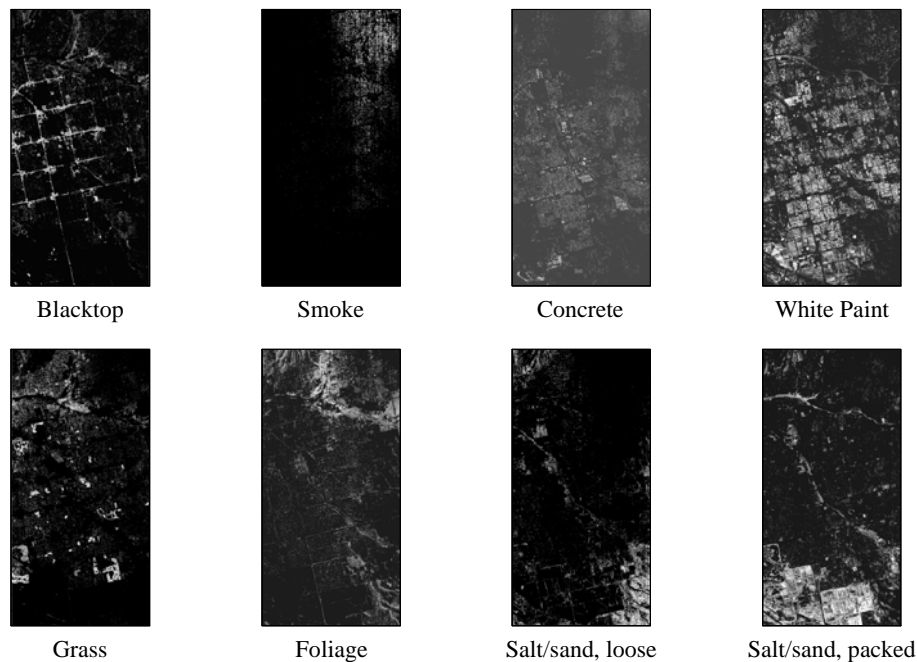 Blacktop
Smoke
Concrete
White Paint
Grass
Foliage
Salt/sand, loose
Salt/sand, packed